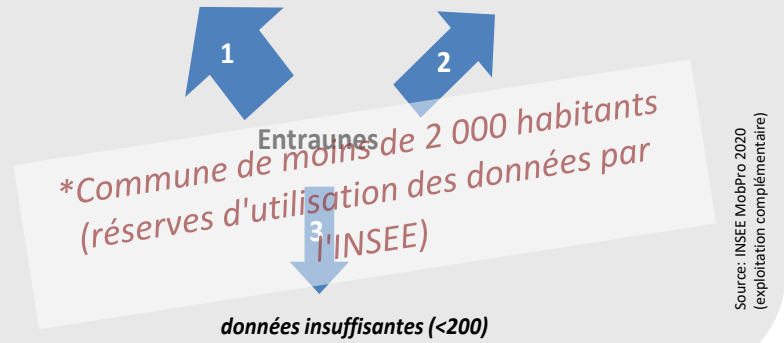 1
2
Entraunes
*Commune de moins de 2 000 habitants
(réserves d'utilisation des données par
l'INSEE)
3
données insuffisantes (<200)
Source: INSEE MobPro 2020
(exploitation complémentaire)